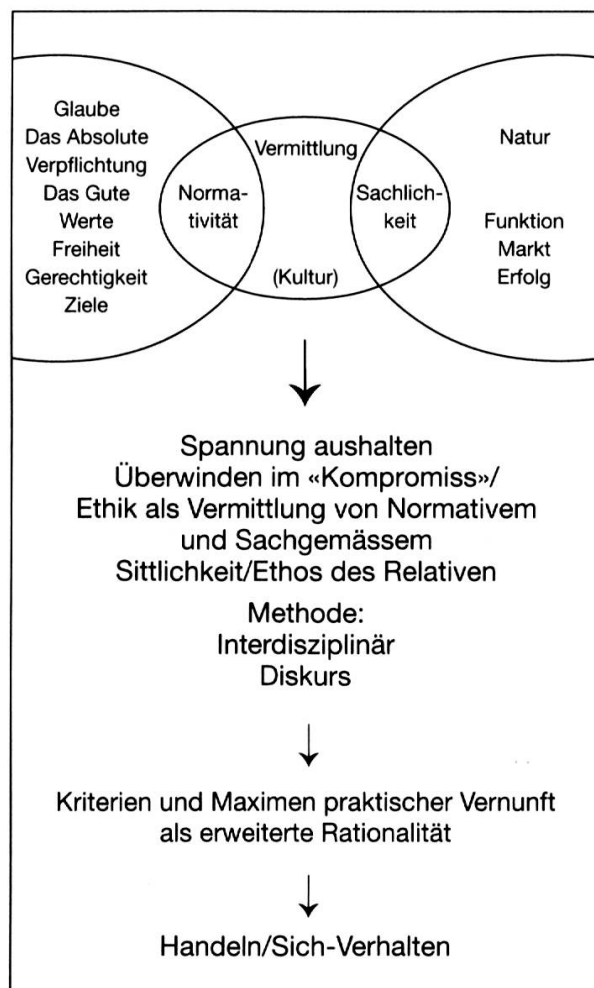 Glaube
Das Absolute
Verpflichtung
Das Gute
Werte
Freiheit
Gerechtigkeit
Ziele
Norma-
tivität
Vermittlung
(Kultur)
Sachlich-
keit
Natur
Funktion
Markt
Erfolg
Spannung aushalten
Überwinden im «Kompromiss»/
Ethik als Vermittlung von Normativem
und Sachgemässem
Sittlichkeit/Ethos des Relativen
Methode:
Interdisziplinär
Diskurs
Kriterien und Maximen praktischer Vernunft
als erweiterte Rationalität
Handeln/Sich-Verhalten